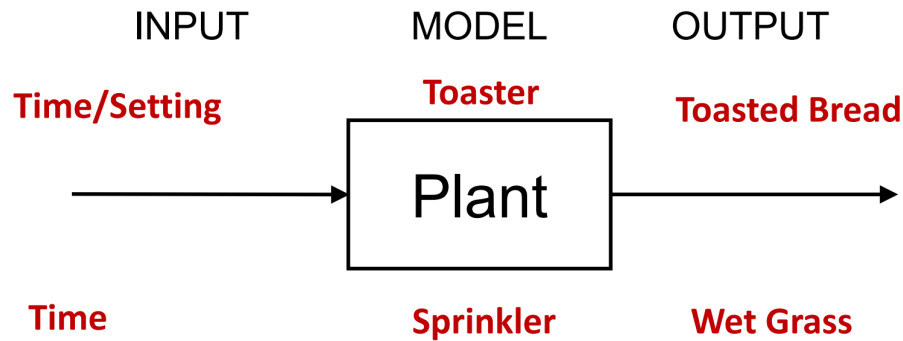 INPUT MODEL OUTPUT
Time/Setting Toaster Toasted Bread
Plant
Time Sprinkler Wet Grass